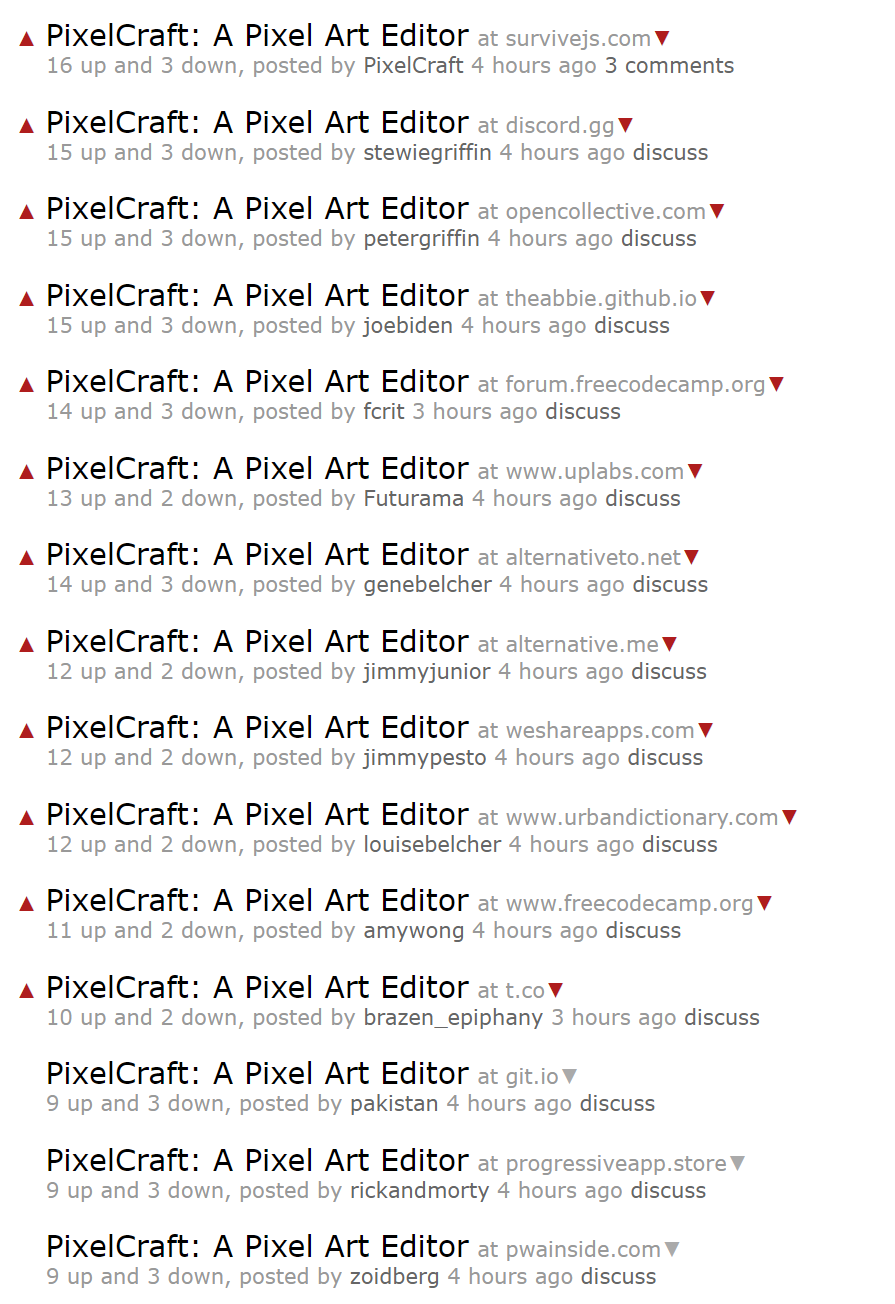 ▲ PixelCraft: A Pixel Art Editor at survivejs.com▼
16 up and 3 down, posted by PixelCraft 4 hours ago 3 comments
▲ PixelCraft: A Pixel Art Editor at discord.gg▼
15 up and 3 down, posted by stewiegriffin 4 hours ago discuss
▲ PixelCraft: A Pixel Art Editor at opencollective.com▼
15 up and 3 down, posted by petergriffin 4 hours ago discuss
▲ PixelCraft: A Pixel Art Editor at theabbie.github.io▼
15 up and 3 down, posted by joebiden 4 hours ago discuss
▲ PixelCraft: A Pixel Art Editor at forum.freecodecamp.org▼
14 up and 3 down, posted by fcrit 3 hours ago discuss
▲ PixelCraft: A Pixel Art Editor at www.uplabs.com▼
13 up and 2 down, posted by Futurama 4 hours ago discuss
▲ PixelCraft: A Pixel Art Editor at alternativeto.net▼
14 up and 3 down, posted by genebelcher 4 hours ago discuss
▲ PixelCraft: A Pixel Art Editor at alternative.me▼
12 up and 2 down, posted by jimmyjunior 4 hours ago discuss
▲ PixelCraft: A Pixel Art Editor at weshareapps.com▼
12 up and 2 down, posted by jimmypesto 4 hours ago discuss
▲ PixelCraft: A Pixel Art Editor at www.urbandictionary.com▼
12 up and 2 down, posted by louisebelcher 4 hours ago discuss
▲ PixelCraft: A Pixel Art Editor at www.freecodecamp.org▼
11 up and 2 down, posted by amywong 4 hours ago discuss
▲ PixelCraft: A Pixel Art Editor at t.co▼
10 up and 2 down, posted by brazen_epiphany 3 hours ago discuss
PixelCraft: A Pixel Art Editor at git.io▼
9 up and 3 down, posted by pakistan 4 hours ago discuss
PixelCraft: A Pixel Art Editor at progressiveapp.store▼
9 up and 3 down, posted by rickandmorty 4 hours ago discuss
PixelCraft: A Pixel Art Editor at pwainside.com▼
9 up and 3 down, posted by zoidberg 4 hours ago discuss